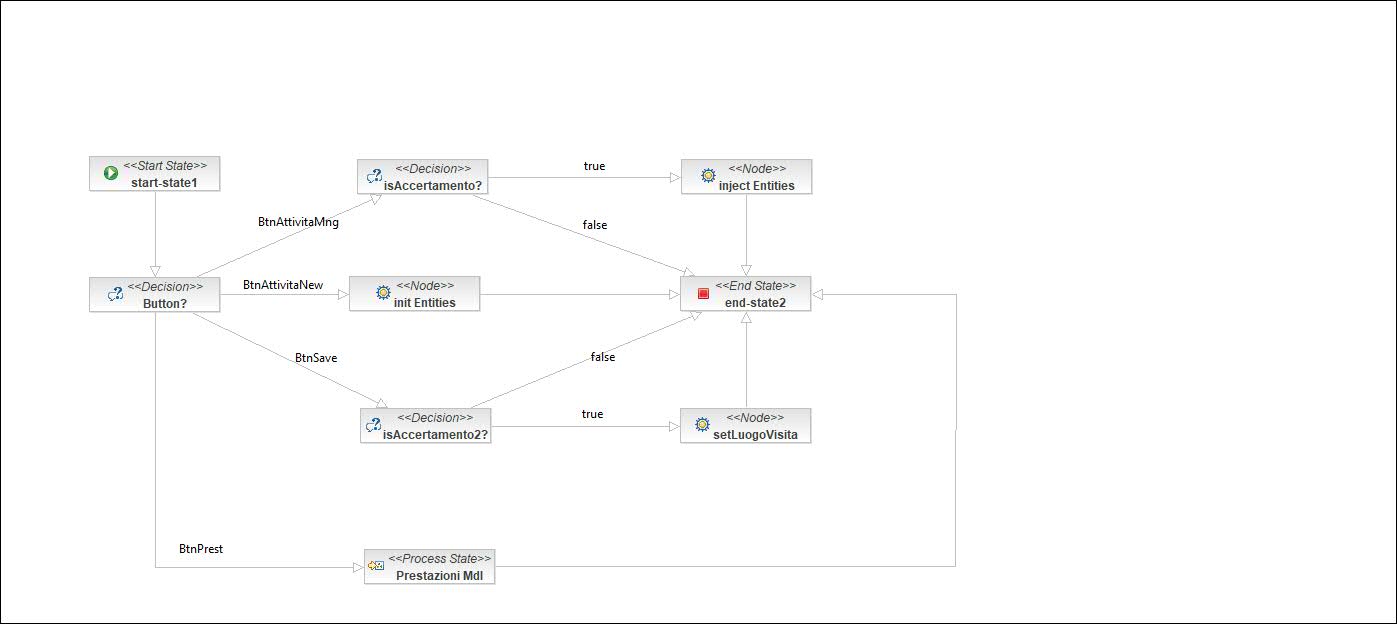 <<Start State>>
start-state1
<<Decision>>
isAccertamento?
true
<<Node>>
inject Entities
BtnAttivitaMng
false
<<Decision>>
Button?
BtnAttivitaNew
<<Node>>
init Entities
<<End State>>
end-state2
BtnSave
false
<<Decision>>
isAccertamento2?
true
<<Node>>
setLuogoVisita
BtnPrest
<<Process State>>
Prestazioni Mdl